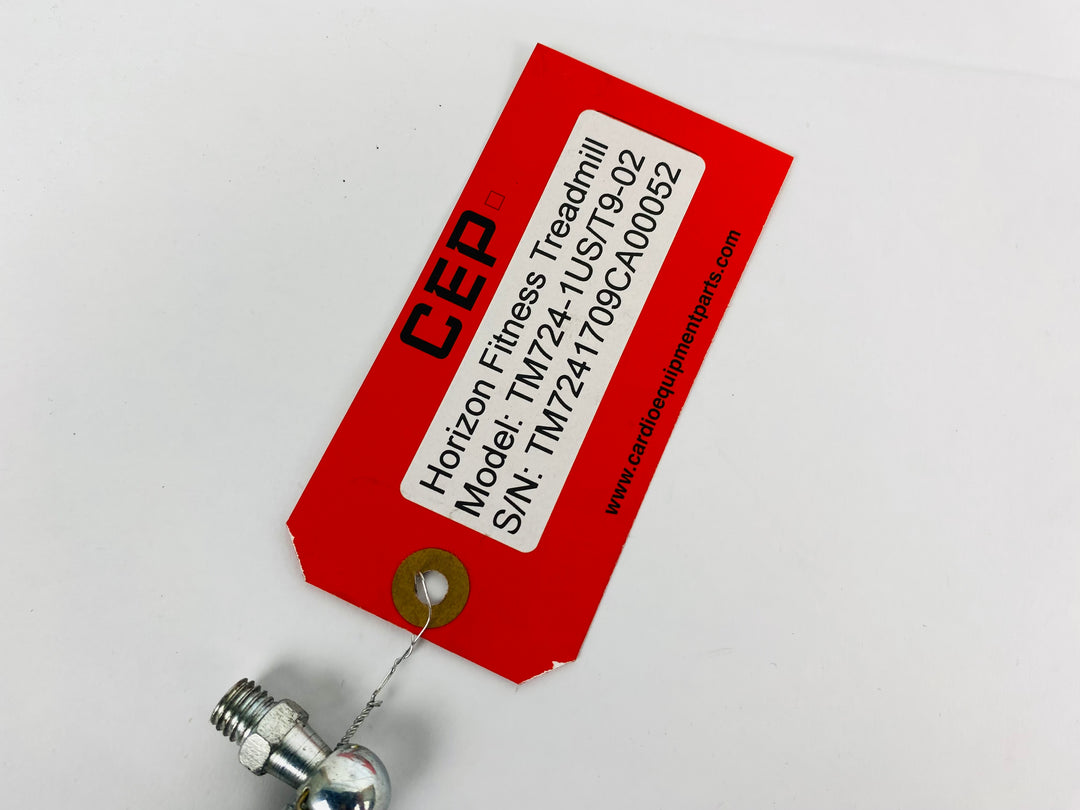 CEP
Horizon Fitness Treadmill
Model: TM724-1US/T9-02
S/N: TM7241709CA00052
www.cardioequipmentparts.com